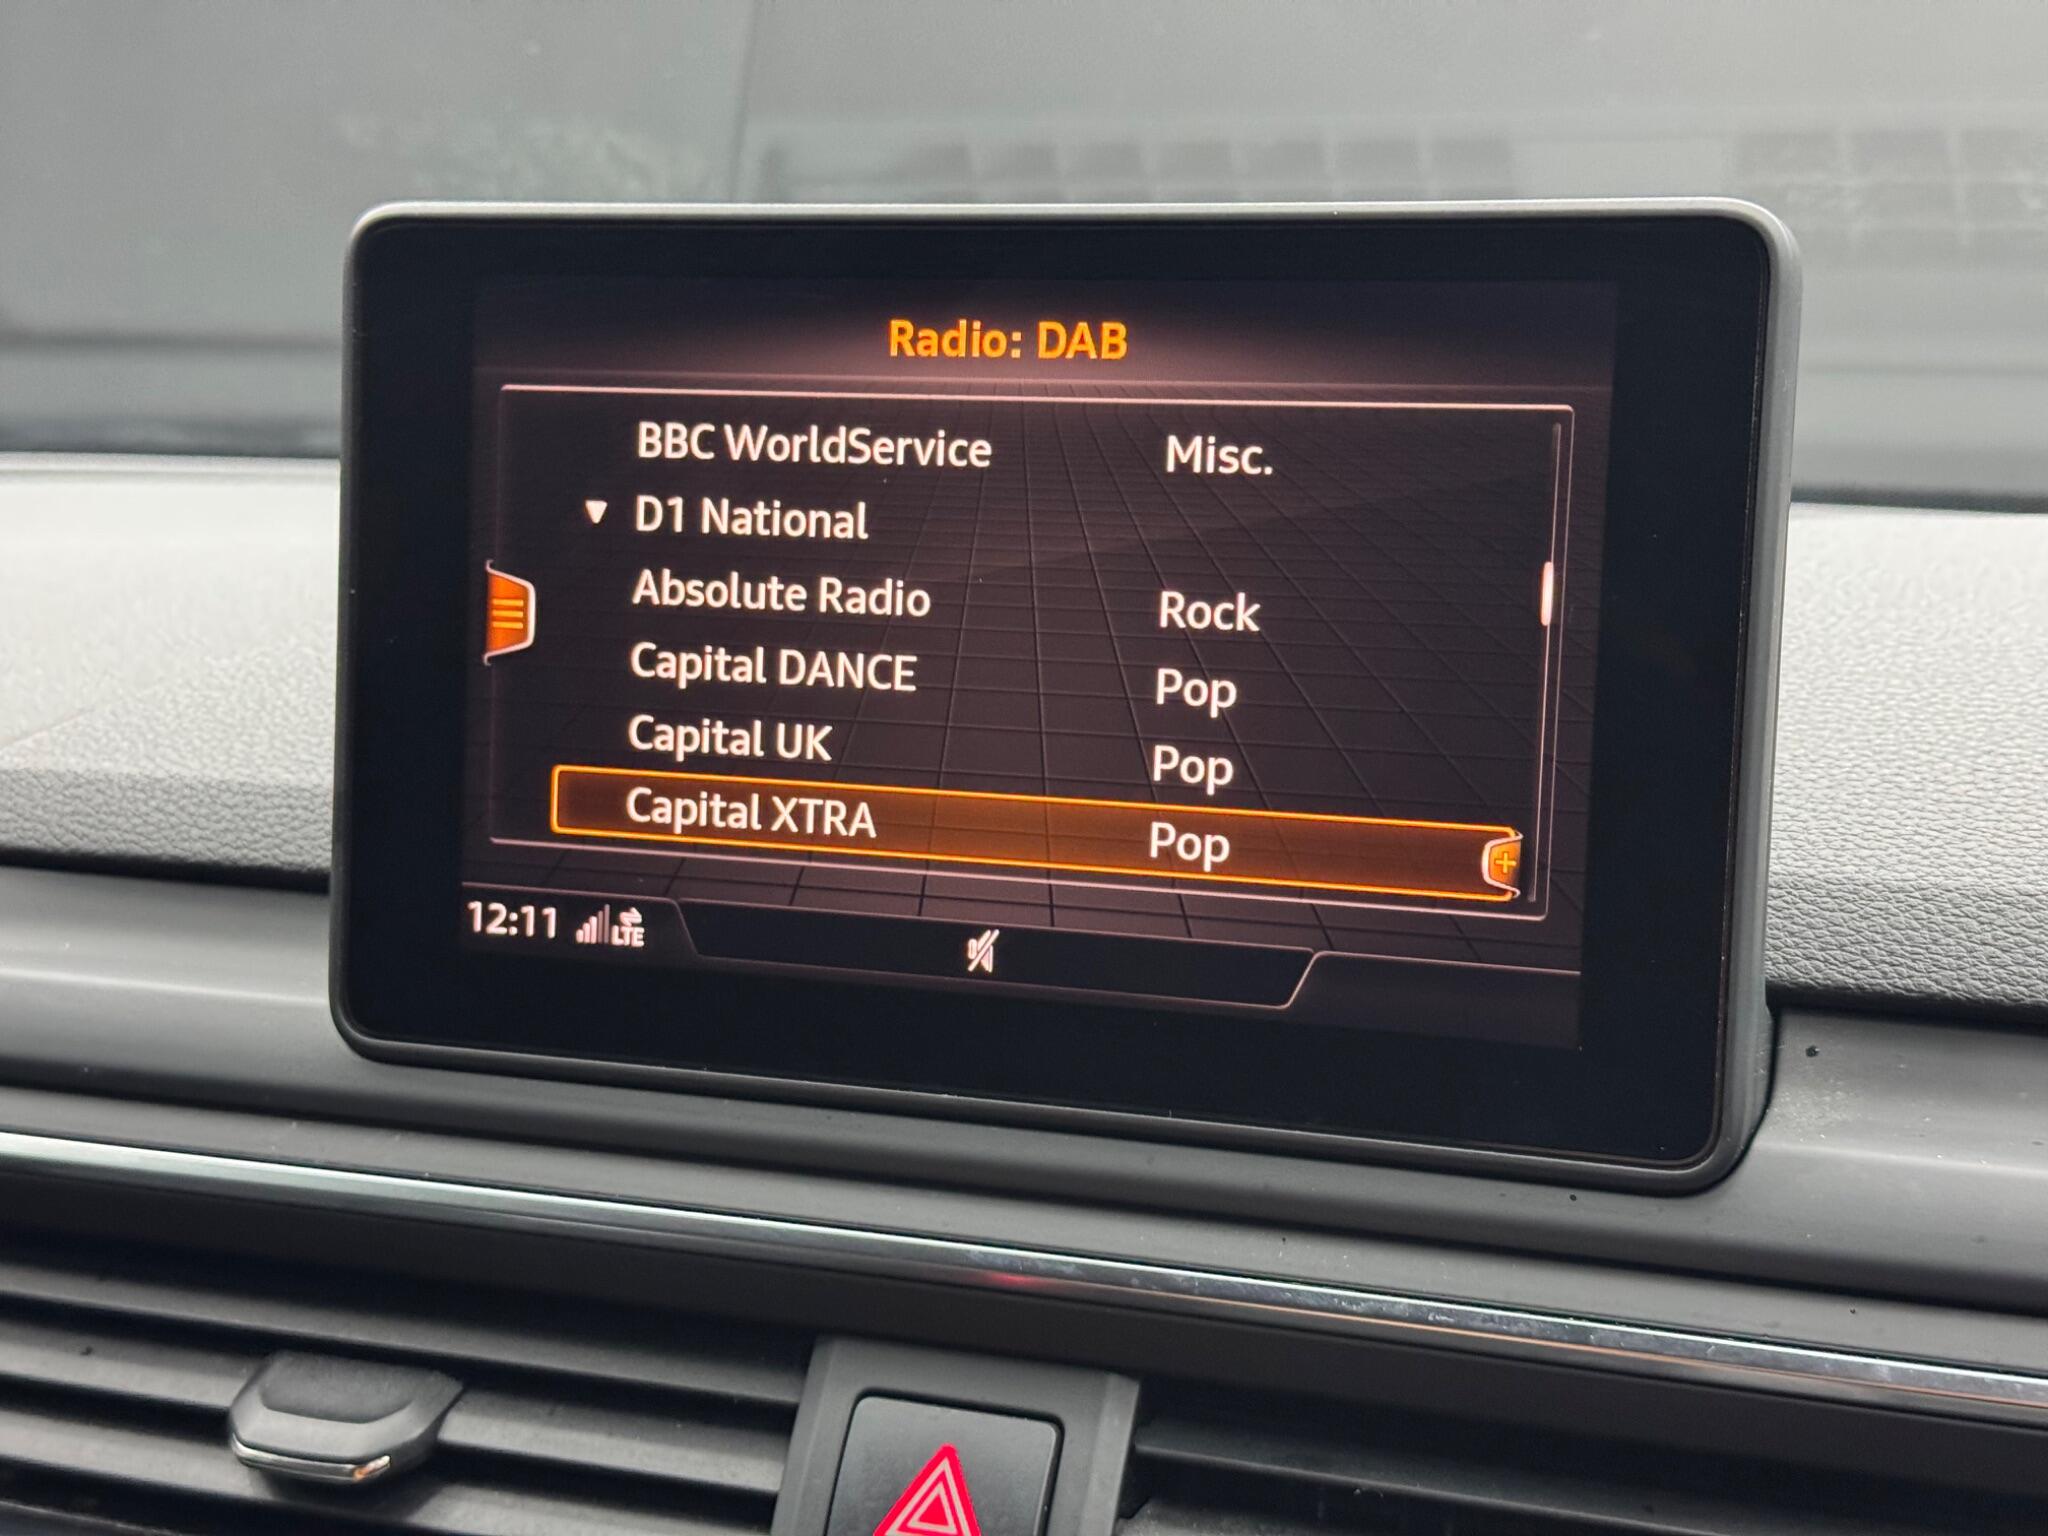 Radio: DAB
BBC WorldService Misc.
D1 National
Absolute Radio Rock
Capital DANCE Pop
Capital UK Pop
Capital XTRA Pop
12:11 LTE